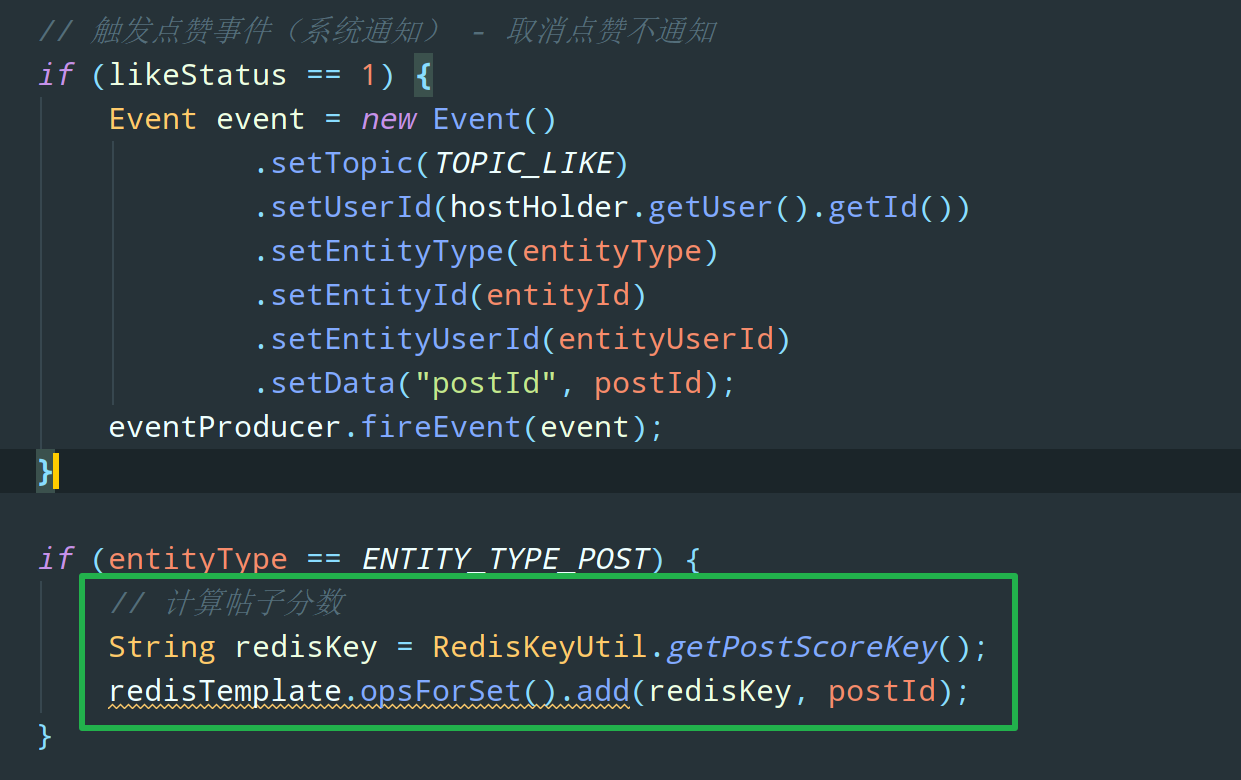 // 触发点赞事件（系统通知） - 取消点赞不通知
if (likeStatus == 1) {
    Event event = new Event()
            .setTopic(TOPIC_LIKE)
            .setUserId(hostHolder.getUser().getId())
            .setEntityType(entityType)
            .setEntityId(entityId)
            .setEntityUserId(entityUserId)
            .setData("postId", postId);
    eventProducer.fireEvent(event);
}
if (entityType == ENTITY_TYPE_POST) {
    // 计算帖子分数
    String redisKey = RedisKeyUtil.getPostScoreKey();
    redisTemplate.opsForSet().add(redisKey, postId);
}